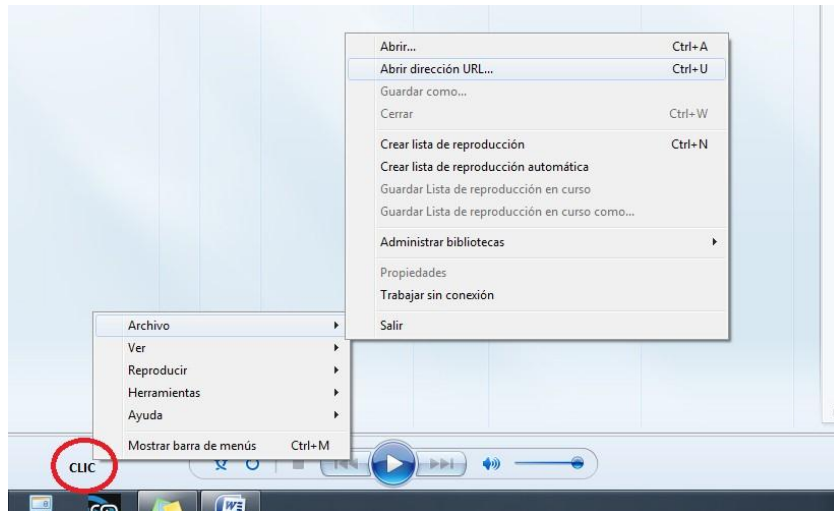 Abrir... Ctrl+A
Abrir dirección URL... Ctrl+U
Guardar como...
Cerrar Ctrl+W
Crear lista de reproducción Ctrl+N
Crear lista de reproducción automática
Guardar Lista de reproducción en curso
Guardar Lista de reproducción en curso como...
Administrar bibliotecas
Propiedades
Trabajar sin conexión
Salir
Archivo
Ver
Reproducir
Herramientas
Ayuda
Mostrar barra de menús Ctrl+M
CLIC
W